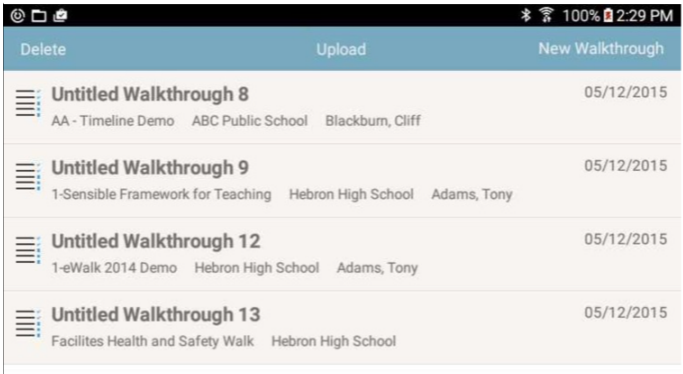 100% 2:29 PM
Delete Upload New Walkthrough
Untitled Walkthrough 8 05/12/2015
AA - Timeline Demo ABC Public School Blackburn, Cliff
Untitled Walkthrough 9 05/12/2015
1-Sensible Framework for Teaching Hebron High School Adams, Tony
Untitled Walkthrough 12 05/12/2015
1-eWalk 2014 Demo Hebron High School Adams, Tony
Untitled Walkthrough 13 05/12/2015
Facilites Health and Safety Walk Hebron High School